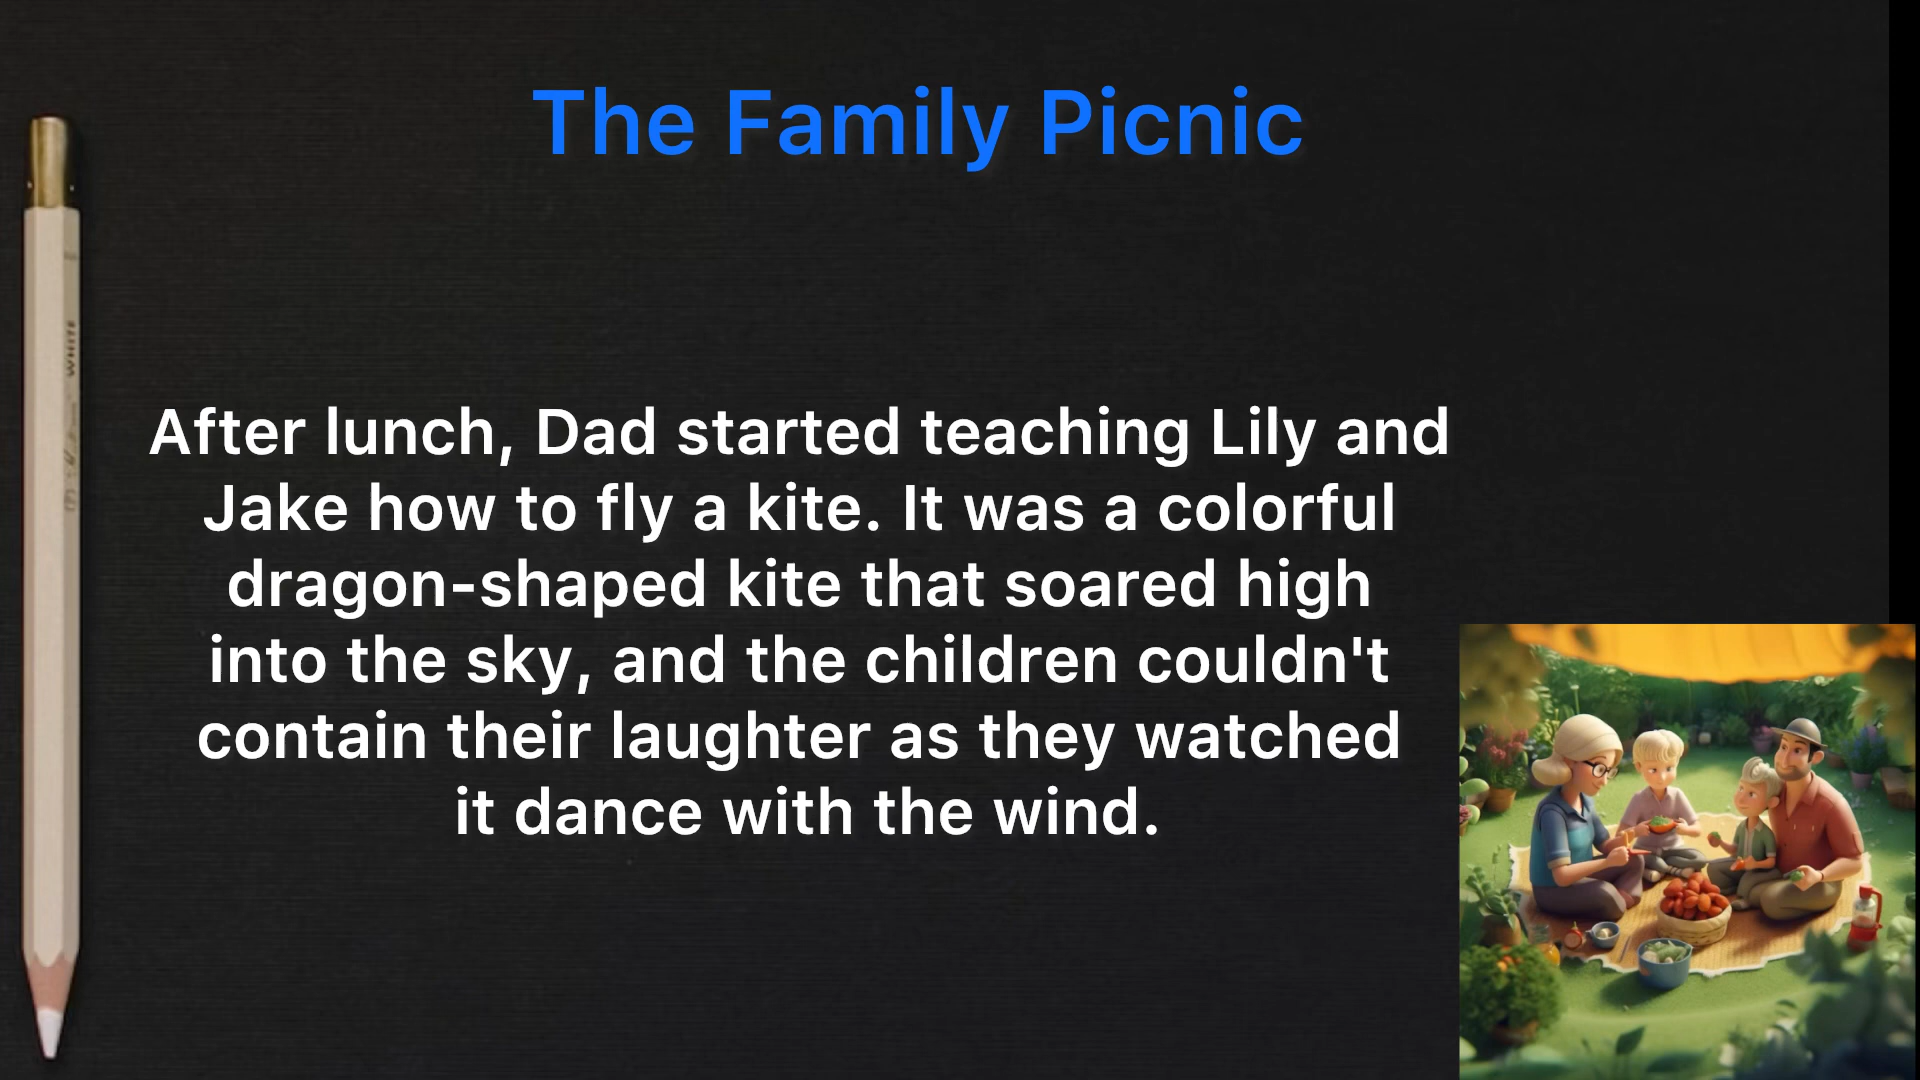 The Family Picnic
After lunch, Dad started teaching Lily and
Jake how to fly a kite. It was a colorful
dragon-shaped kite that soared high
into the sky, and the children couldn't
contain their laughter as they watched
it dance with the wind.
WHITE